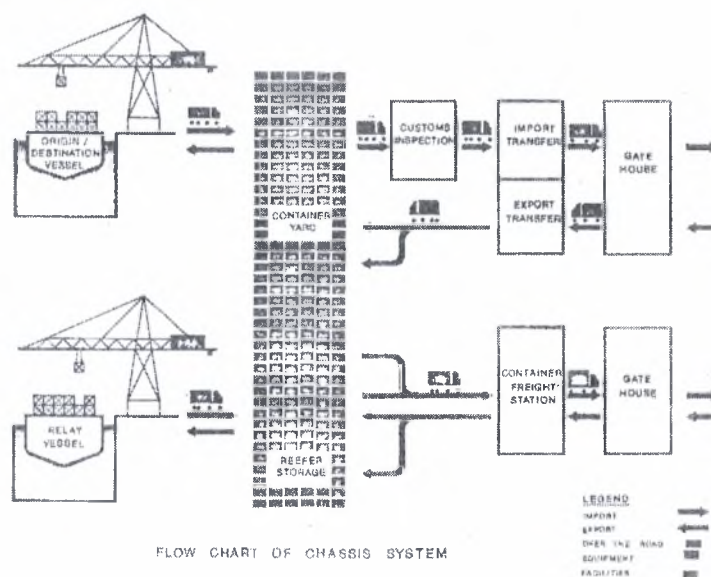 ORIGIN /
DESTINATION
VESSEL
CONTAINER
YARD
CUSTOMS
INSPECTION
IMPORT
TRANSFER
GATE
HOUSE
EXPORT
TRANSFER
RELAY
VESSEL
REEFER
STORAGE
CONTAINER
FREIGHT
STATION
GATE
HOUSE
FLOW CHART OF CHASSIS SYSTEM
LEGEND
IMPORT
EXPORT
OVER THE ROAD
EQUIPMENT
FACILITIES